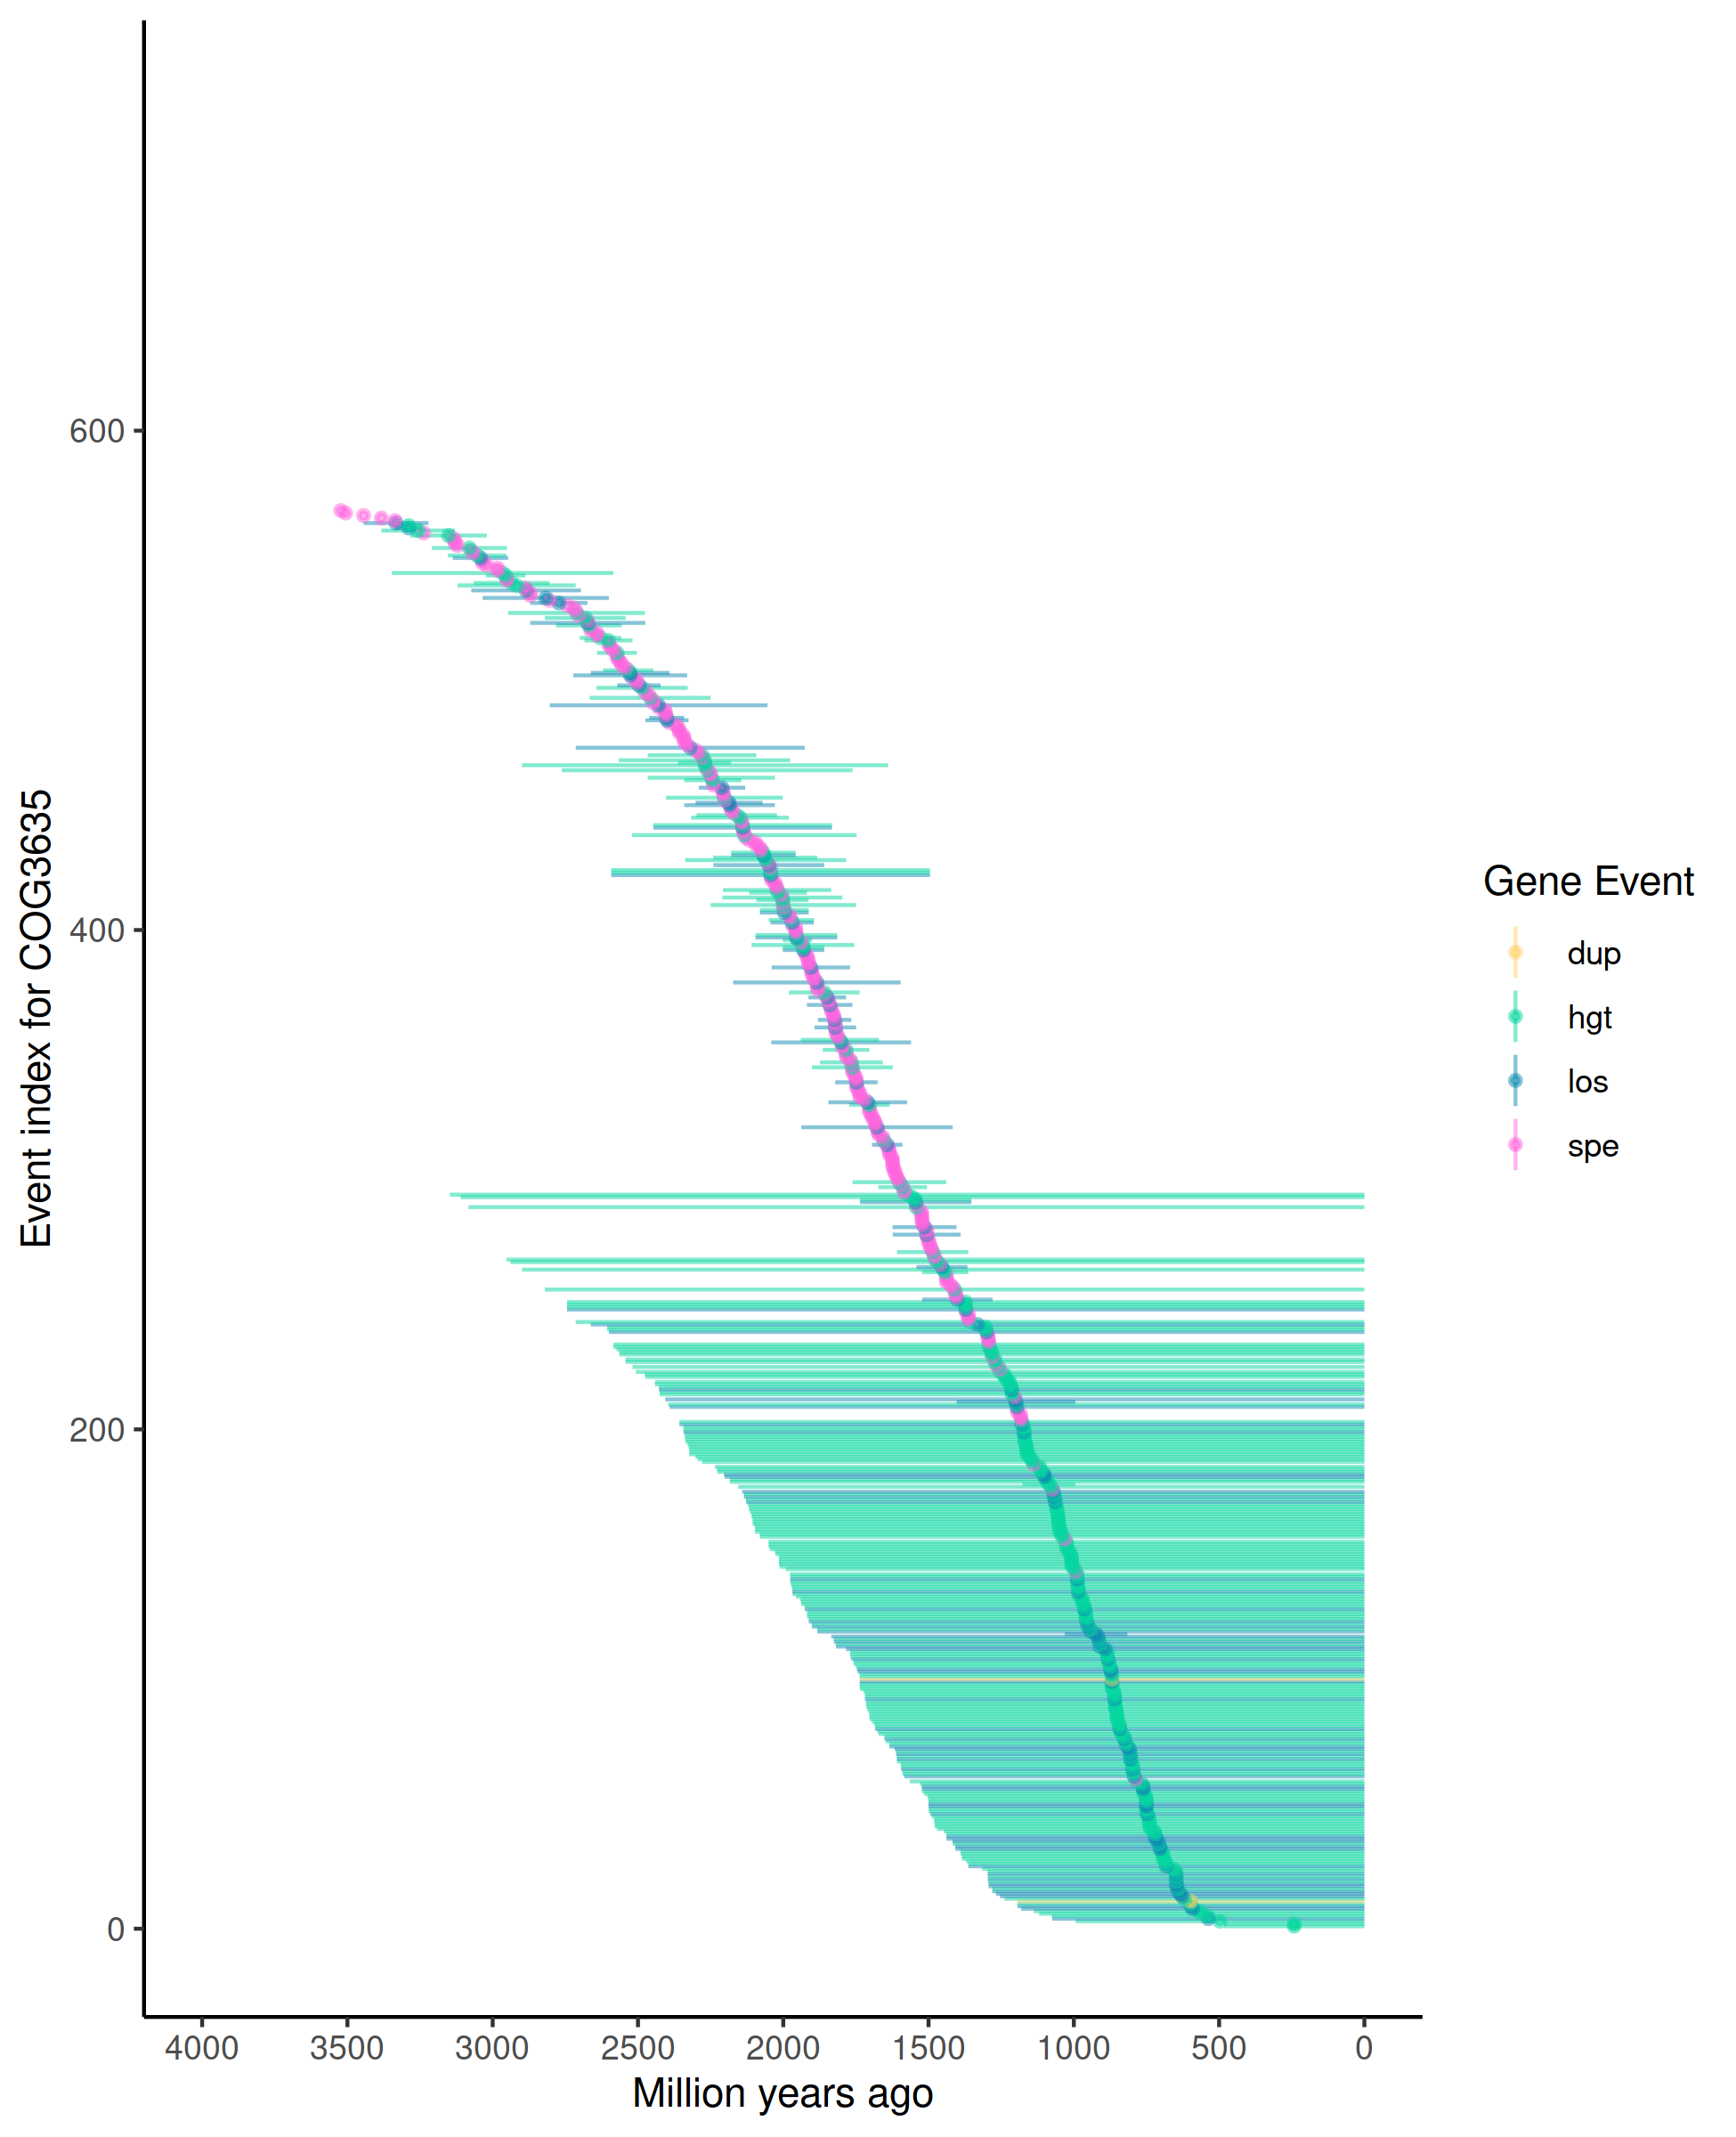 600
400
200
0
Event index for COG3635
4000 3500 3000 2500 2000 1500 1000 500 0
Million years ago
Gene Event
dup
hgt
los
spe